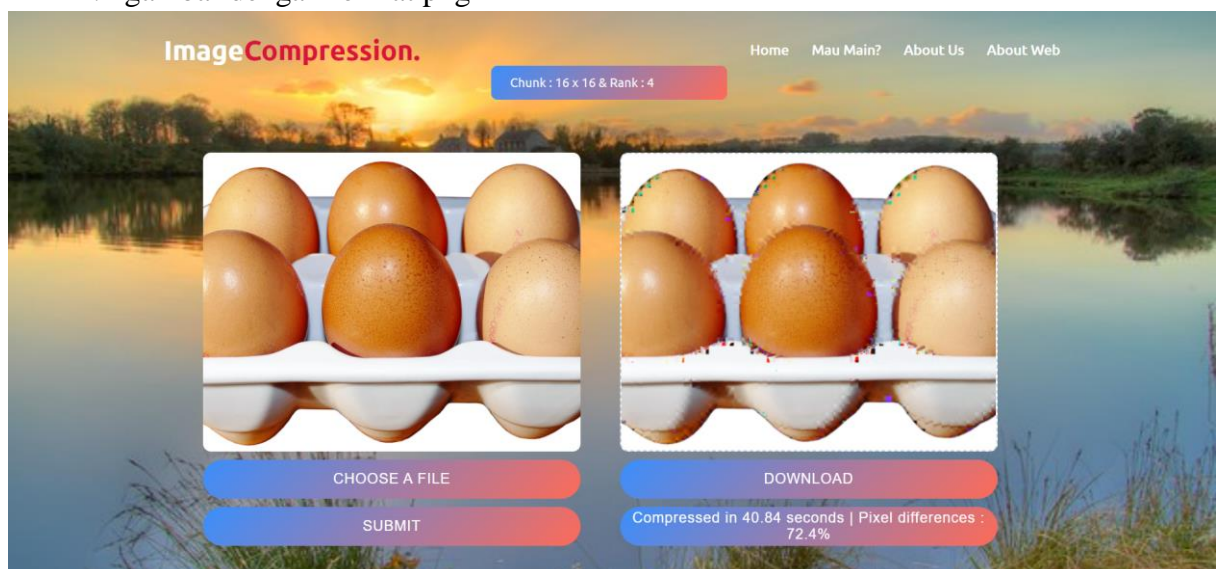 ImageCompression.
Home Mau Main? About Us About Web
Chunk : 16 x 16 & Rank : 4
CHOOSE A FILE
DOWNLOAD
SUBMIT
Compressed in 40.84 seconds | Pixel differences :
72.4%